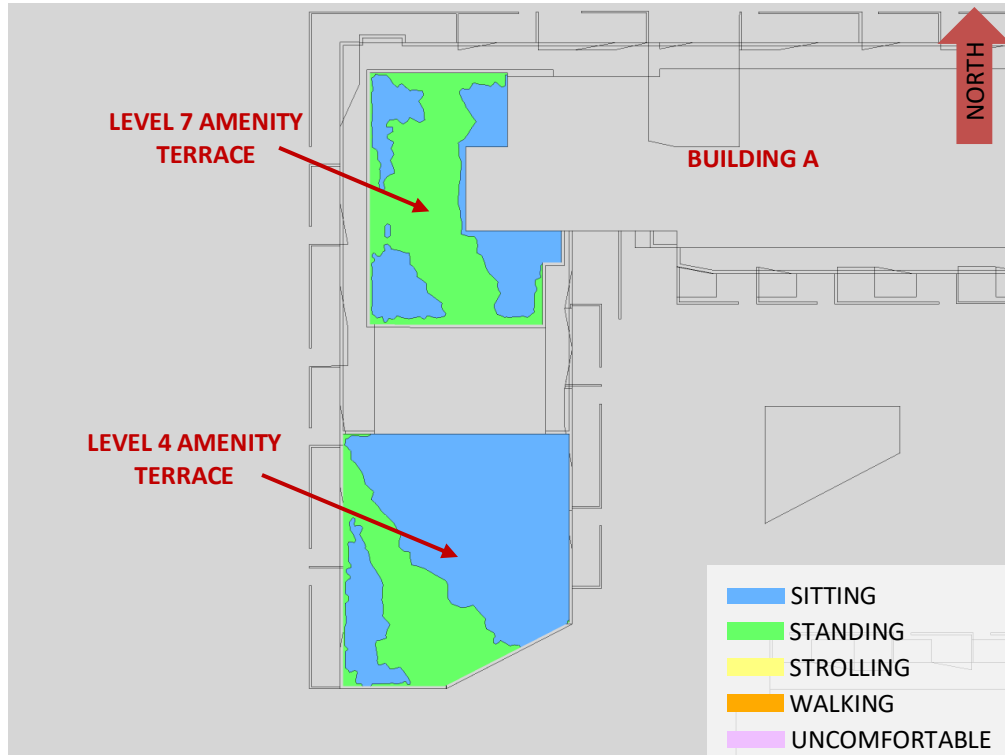 NORTH
LEVEL 7 AMENITY
TERRACE
BUILDING A
LEVEL 4 AMENITY
TERRACE
SITTING
STANDING
STROLLING
WALKING
UNCOMFORTABLE